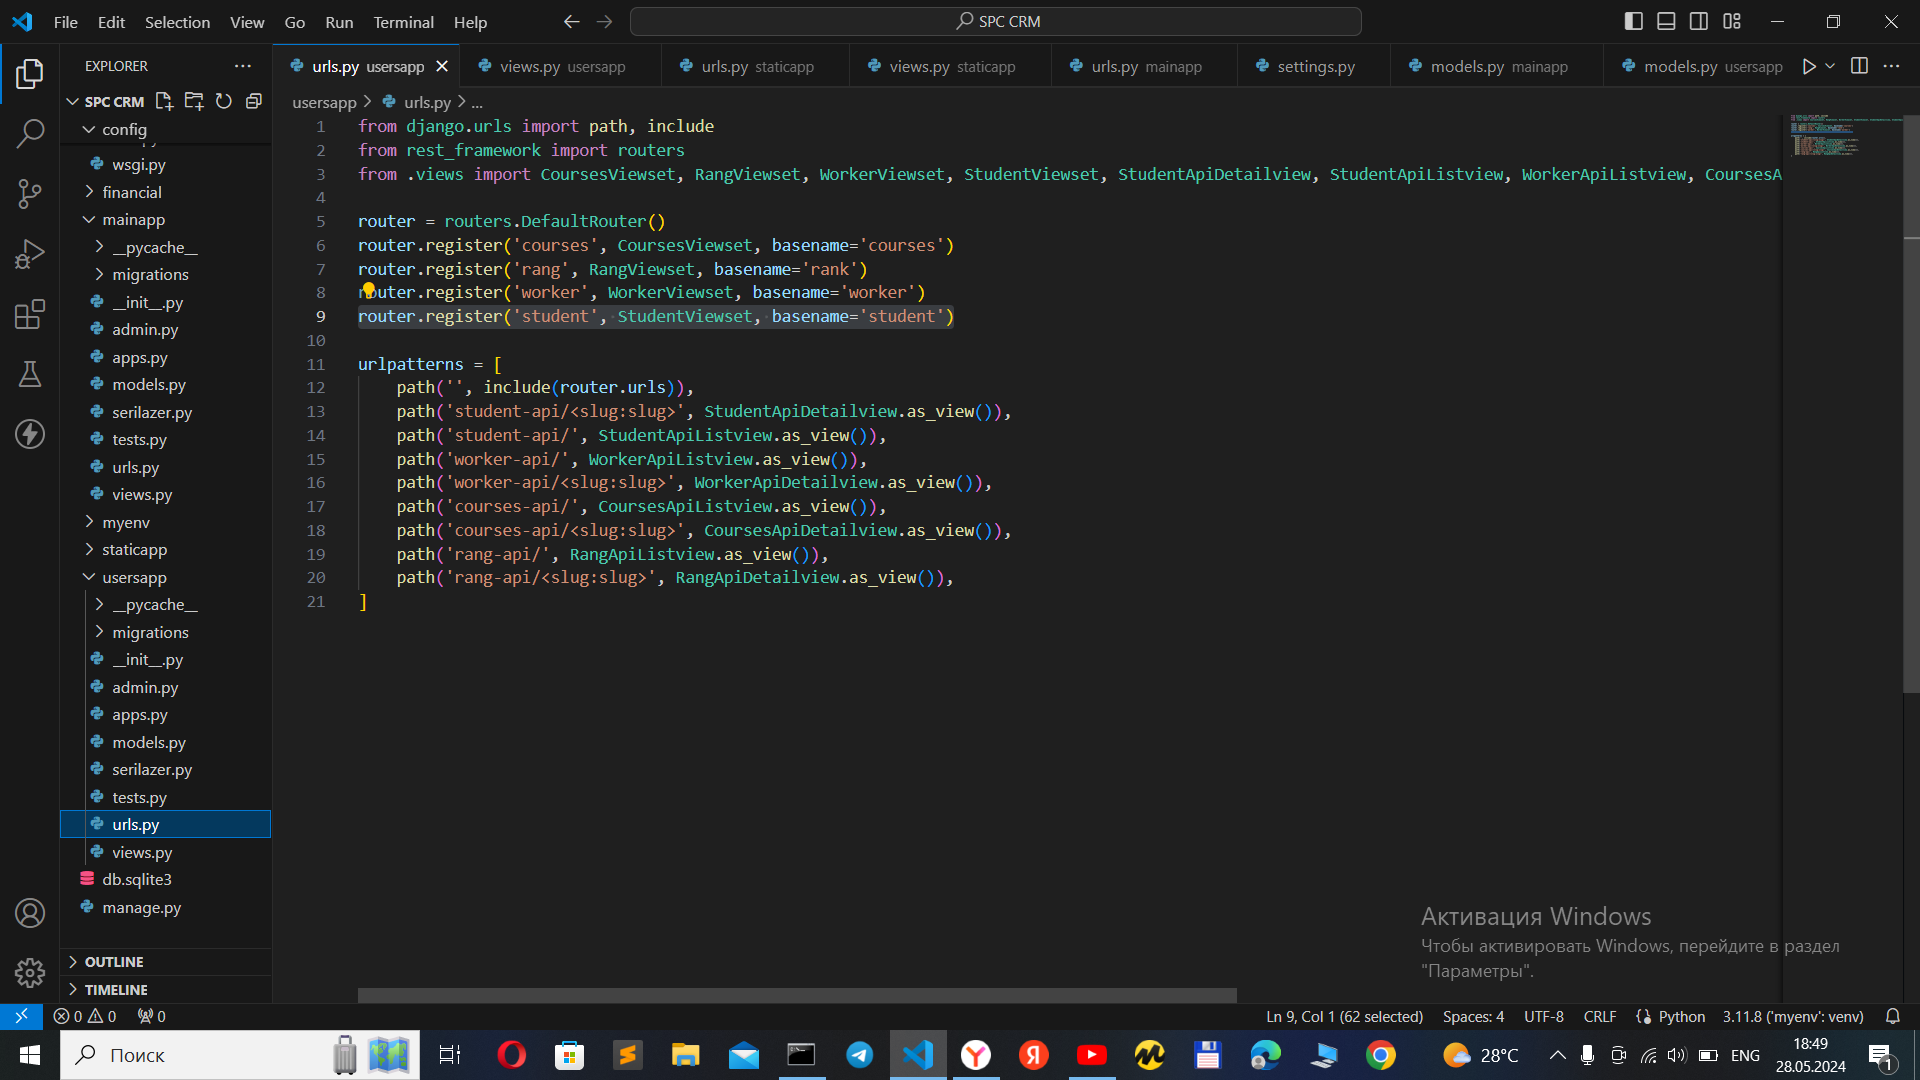 File Edit Selection View Go Run Terminal Help
SPC CRM
EXPLORER
urls.py usersapp
views.py usersapp
urls.py staticapp
views.py staticapp
urls.py mainapp
settings.py
models.py mainapp
models.py usersapp
SPC CRM
config
wsgi.py
financial
mainapp
__pycache__
migrations
__init__.py
admin.py
apps.py
models.py
serilazer.py
tests.py
urls.py
views.py
myenv
staticapp
usersapp
__pycache__
migrations
__init__.py
admin.py
apps.py
models.py
serilazer.py
tests.py
urls.py
views.py
db.sqlite3
manage.py
OUTLINE
TIMELINE
usersapp > urls.py > ...
1 from django.urls import path, include
2 from rest_framework import routers
3 from .views import CoursesViewset, RangViewset, WorkerViewset, StudentViewset, StudentApiDetailview, StudentApiListview, WorkerApiListview, CoursesA
4
5 router = routers.DefaultRouter()
6 router.register('courses', CoursesViewset, basename='courses')
7 router.register('rang', RangViewset, basename='rank')
8 router.register('worker', WorkerViewset, basename='worker')
9 router.register('student', StudentViewset, basename='student')
10
11 urlpatterns = [
12 path('', include(router.urls)),
13 path('student-api/<slug:slug>', StudentApiDetailview.as_view()),
14 path('student-api/', StudentApiListview.as_view()),
15 path('worker-api/', WorkerApiListview.as_view()),
16 path('worker-api/<slug:slug>', WorkerApiDetailview.as_view()),
17 path('courses-api/', CoursesApiListview.as_view()),
18 path('courses-api/<slug:slug>', CoursesApiDetailview.as_view()),
19 path('rang-api/', RangApiListview.as_view()),
20 path('rang-api/<slug:slug>', RangApiDetailview.as_view()),
21 ]
Активация Windows
Чтобы активировать Windows, перейдите в раздел
"Параметры".
0 0 0
Ln 9, Col 1 (62 selected) Spaces: 4 UTF-8 CRLF Python 3.11.8 ('myenv': venv)
Поиск
28°C
ENG
18:49
28.05.2024
1